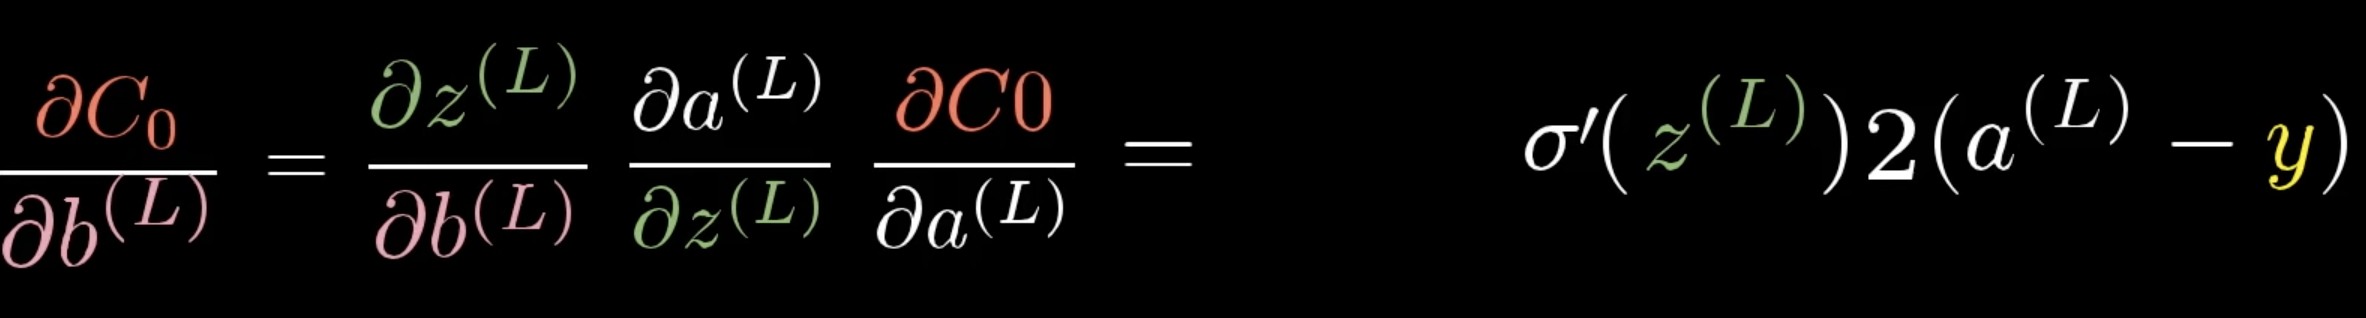 ∂C₀/∂b⁽ᴸ⁾ = ∂z⁽ᴸ⁾/∂b⁽ᴸ⁾ ∂a⁽ᴸ⁾/∂z⁽ᴸ⁾ ∂C0/∂a⁽ᴸ⁾ = σ′(z⁽ᴸ⁾)2(a⁽ᴸ⁾ − y)